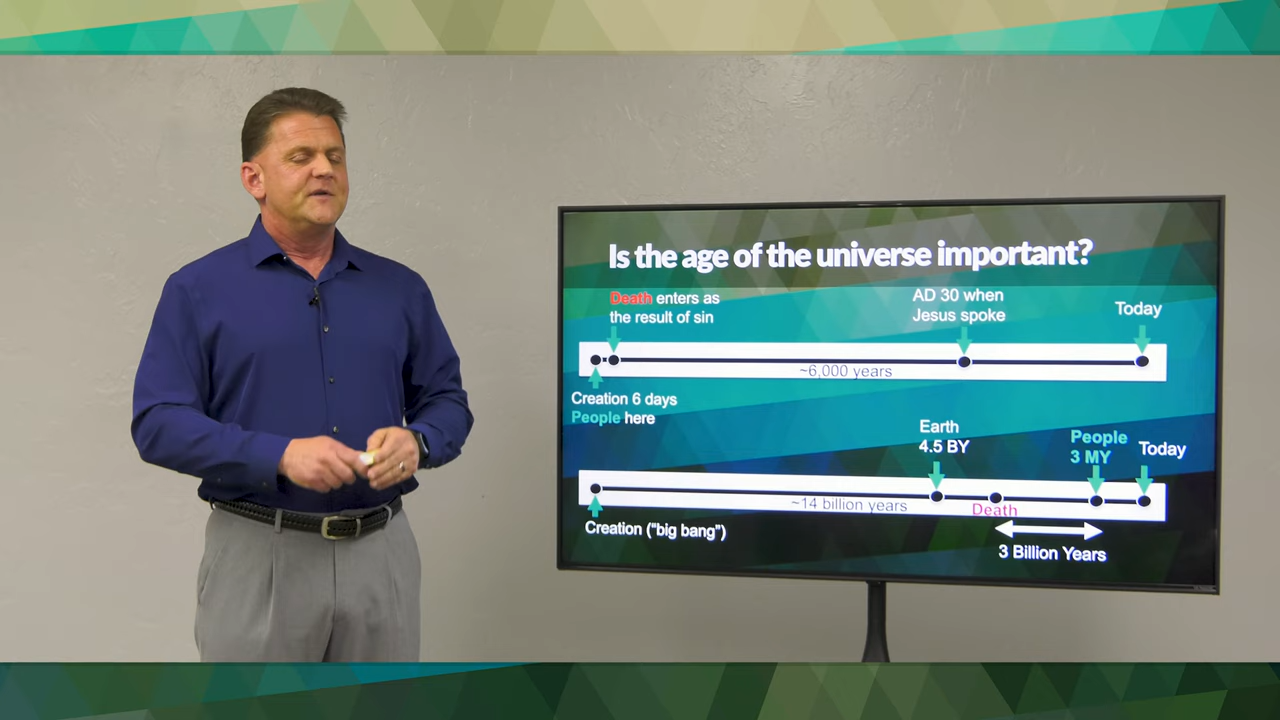 Is the age of the universe important?
Death enters as
the result of sin
AD 30 when
Jesus spoke
Today
~6,000 years
Creation 6 days
People here
Earth
4.5 BY
People
3 MY
Today
~14 billion years
Death
Creation ("big bang")
3 Billion Years